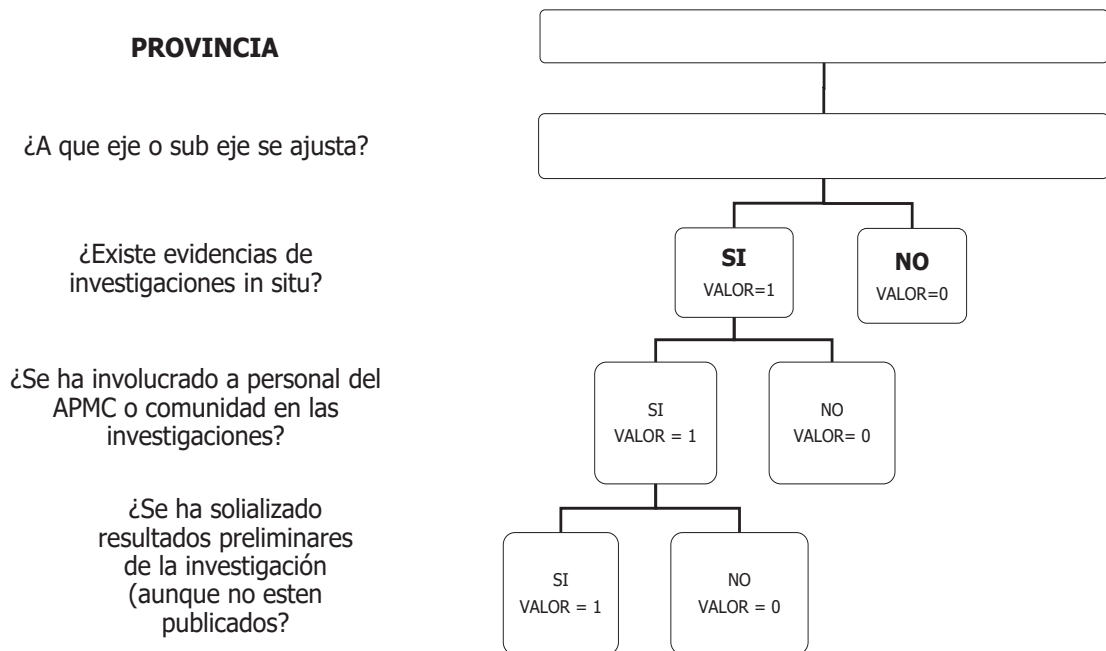 PROVINCIA
¿A que eje o sub eje se ajusta?
¿Existe evidencias de
investigaciones in situ?
SI
VALOR=1
NO
VALOR=0
¿Se ha involucrado a personal del
APMC o comunidad en las
investigaciones?
SI
VALOR = 1
NO
VALOR= 0
¿Se ha solializado
resultados preliminares
de la investigación
(aunque no esten
publicados?
SI
VALOR = 1
NO
VALOR = 0